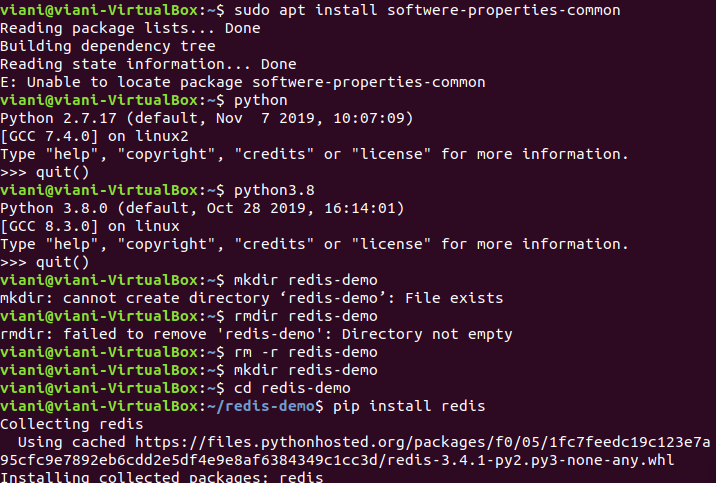 viani@viani-VirtualBox:~$ sudo apt install softwere-properties-common
Reading package lists... Done
Building dependency tree
Reading state information... Done
E: Unable to locate package softwere-properties-common
viani@viani-VirtualBox:~$ python
Python 2.7.17 (default, Nov  7 2019, 10:07:09)
[GCC 7.4.0] on linux2
Type "help", "copyright", "credits" or "license" for more information.
>>> quit()
viani@viani-VirtualBox:~$ python3.8
Python 3.8.0 (default, Oct 28 2019, 16:14:01)
[GCC 8.3.0] on linux
Type "help", "copyright", "credits" or "license" for more information.
>>> quit()
viani@viani-VirtualBox:~$ mkdir redis-demo
mkdir: cannot create directory ‘redis-demo’: File exists
viani@viani-VirtualBox:~$ rmdir redis-demo
rmdir: failed to remove 'redis-demo': Directory not empty
viani@viani-VirtualBox:~$ rm -r redis-demo
viani@viani-VirtualBox:~$ mkdir redis-demo
viani@viani-VirtualBox:~$ cd redis-demo
viani@viani-VirtualBox:~/redis-demo$ pip install redis
Collecting redis
  Using cached https://files.pythonhosted.org/packages/f0/05/1fc7feedc19c123e7a
95cfc9e7892eb6cdd2e5df4e9e8af6384349c1cc3d/redis-3.4.1-py2.py3-none-any.whl
Installing collected packages: redis